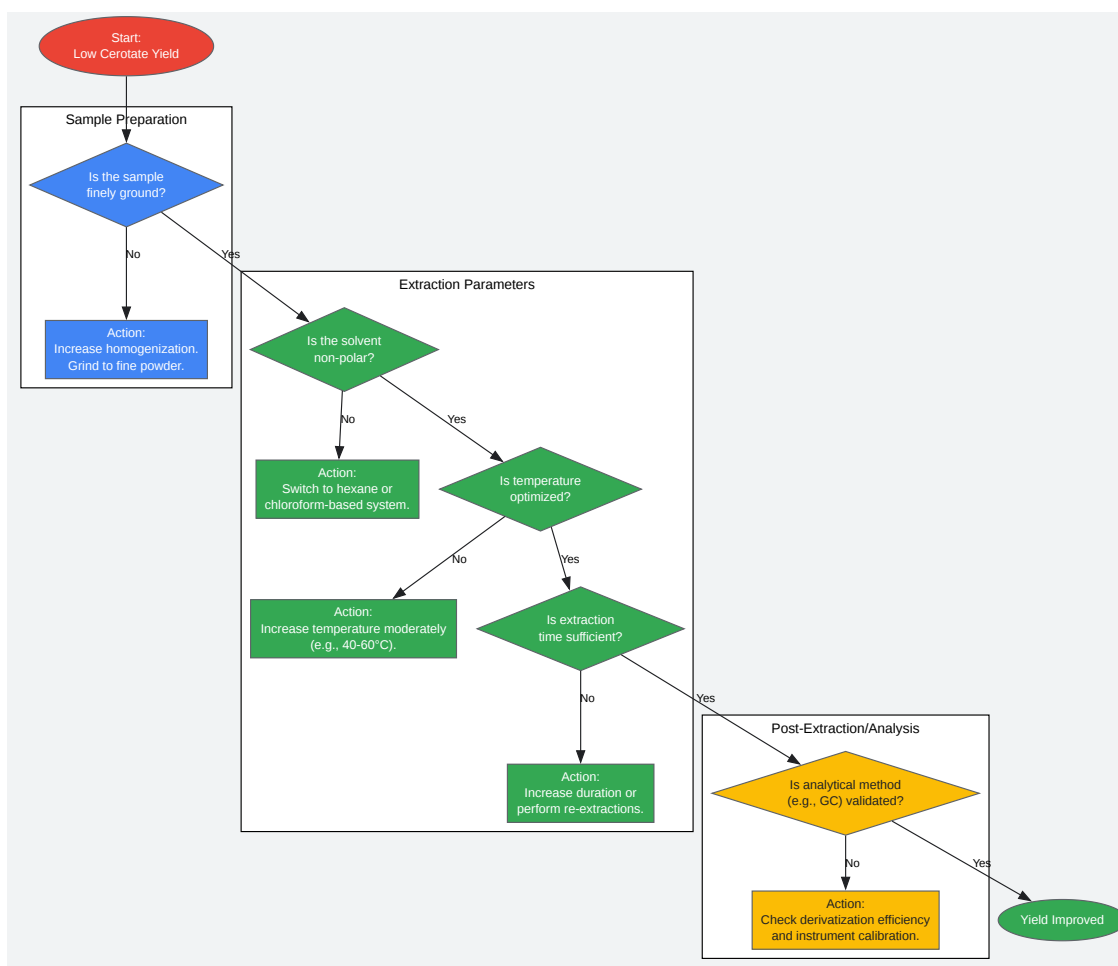 Start:
Low Cerotate Yield
Sample Preparation
Is the sample
finely ground?
No
Yes
Action:
Increase homogenization.
Grind to fine powder.
Extraction Parameters
Is the solvent
non-polar?
No
Yes
Action:
Switch to hexane or
chloroform-based system.
Is temperature
optimized?
No
Yes
Action:
Increase temperature moderately
(e.g., 40-60°C).
Is extraction
time sufficient?
No
Yes
Action:
Increase duration or
perform re-extractions.
Post-Extraction/Analysis
Is analytical method
(e.g., GC) validated?
No
Yes
Action:
Check derivatization efficiency
and instrument calibration.
Yield Improved